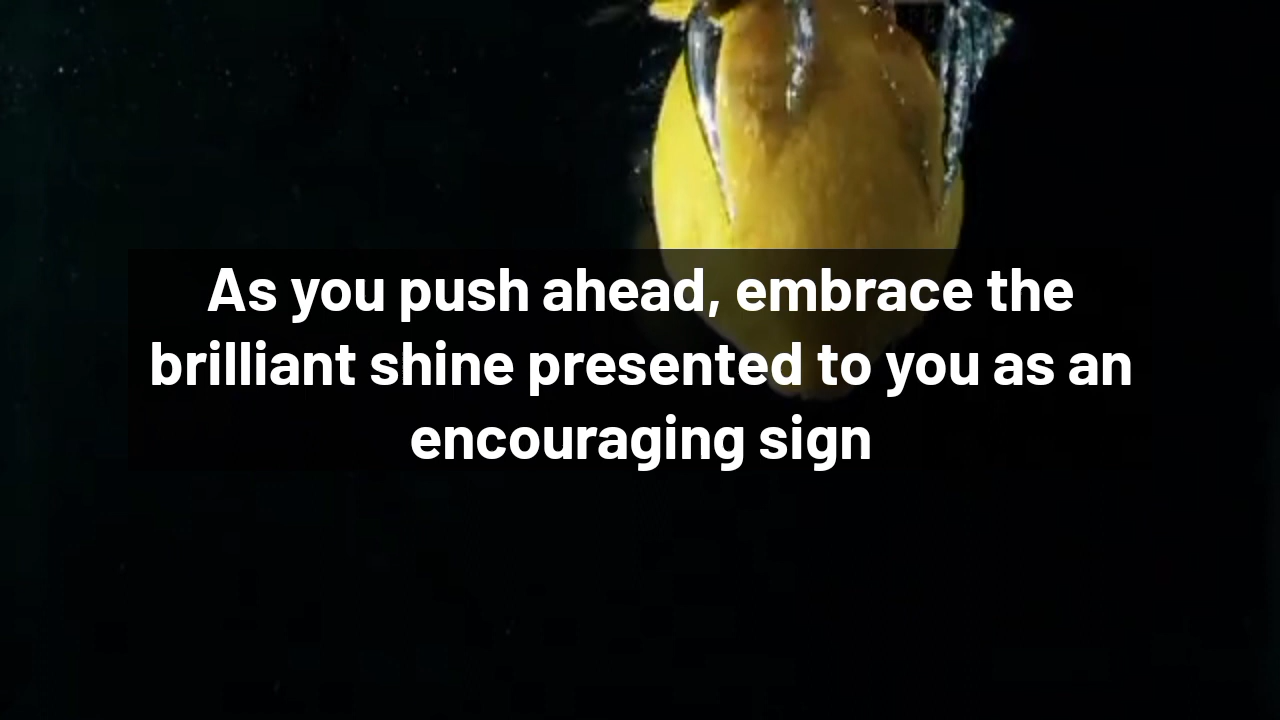 As you push ahead, embrace the
brilliant shine presented to you as an
encouraging sign